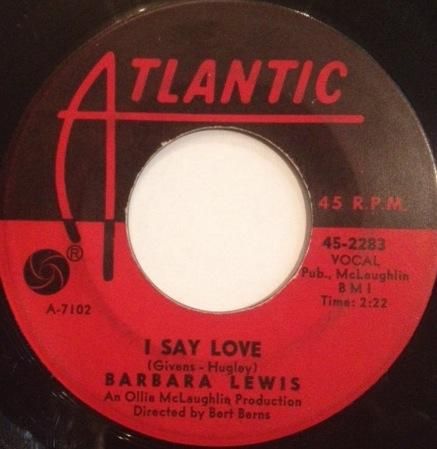 ATLANTIC
45 R.P.M.
45-2283
VOCAL
Pub., McLaughlin
BMI
Time: 2:22
®
A-7102
I SAY LOVE
(Givens - Hugley)
BARBARA LEWIS
An Ollie McLaughlin Production
Directed by Bert Berns